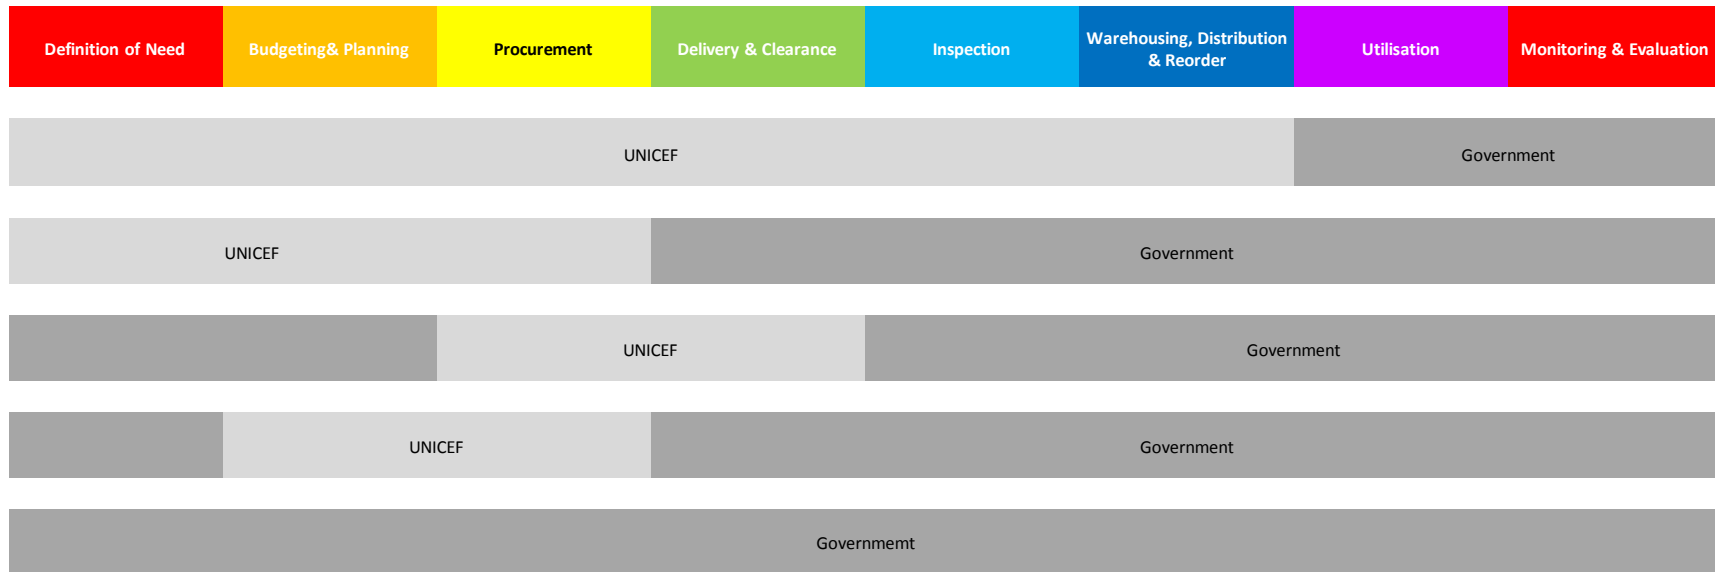 Definition of Need
Budgeting& Planning
Procurement
Delivery & Clearance
Inspection
Warehousing, Distribution
& Reorder
Utilisation
Monitoring & Evaluation
UNICEF
Government
UNICEF
Government
UNICEF
Government
UNICEF
Government
Governmemt